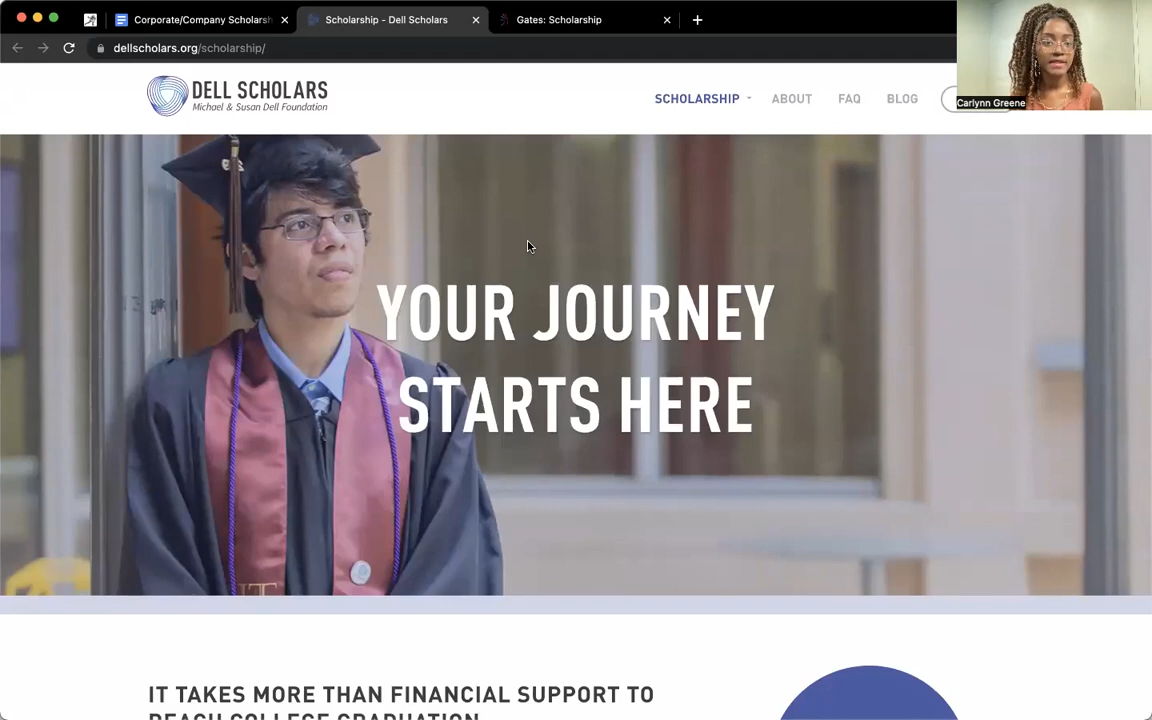 Corporate/Company Scholarsh
Scholarship - Dell Scholars
Gates: Scholarship
dellscholars.org/scholarship/
Carlynn Greene
DELL SCHOLARS
Michael & Susan Dell Foundation
SCHOLARSHIP
ABOUT
FAQ
BLOG
YOUR JOURNEY
STARTS HERE
IT TAKES MORE THAN FINANCIAL SUPPORT TO
REACH COLLEGE GRADUATION